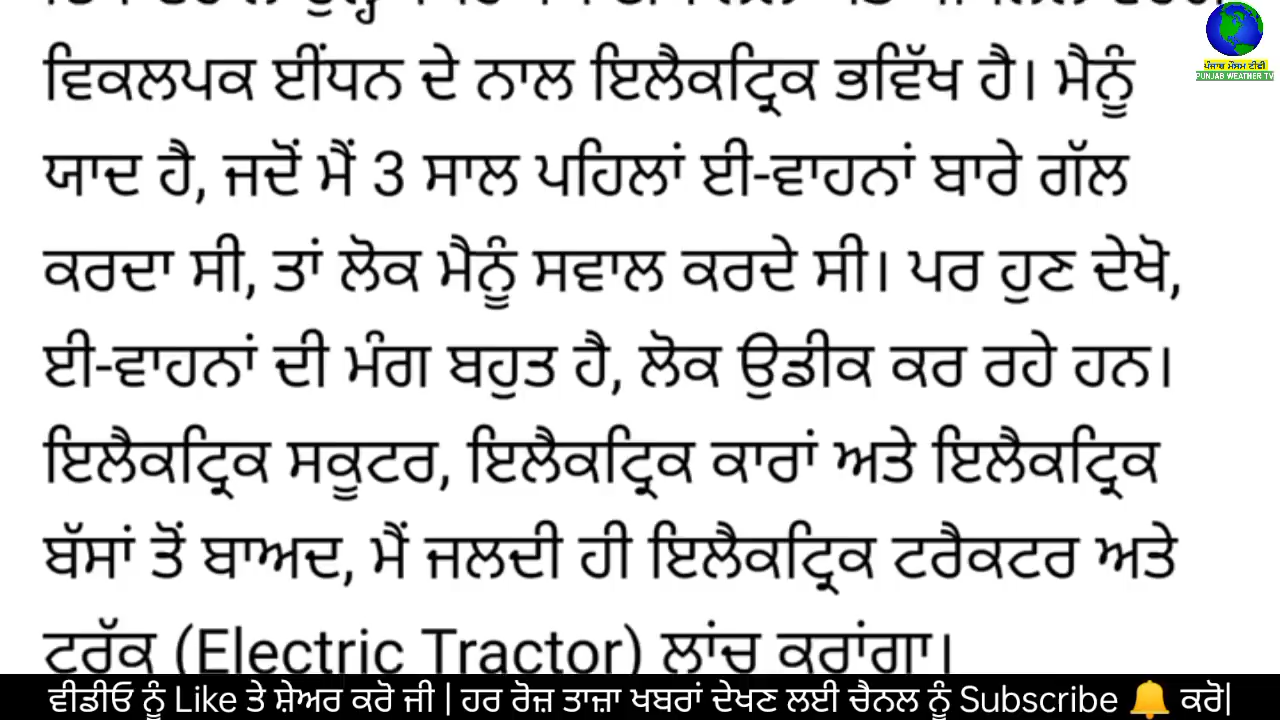 ਵਿਕਲਪਕ ਈਂਧਨ ਦੇ ਨਾਲ ਇਲੈਕਟ੍ਰਿਕ ਭਵਿੱਖ ਹੈ। ਮੈਨੂੰ
ਯਾਦ ਹੈ, ਜਦੋਂ ਮੈਂ 3 ਸਾਲ ਪਹਿਲਾਂ ਈ-ਵਾਹਨਾਂ ਬਾਰੇ ਗੱਲ
ਕਰਦਾ ਸੀ, ਤਾਂ ਲੋਕ ਮੈਨੂੰ ਸਵਾਲ ਕਰਦੇ ਸੀ। ਪਰ ਹੁਣ ਦੇਖੋ,
ਈ-ਵਾਹਨਾਂ ਦੀ ਮੰਗ ਬਹੁਤ ਹੈ, ਲੋਕ ਉਡੀਕ ਕਰ ਰਹੇ ਹਨ।
ਇਲੈਕਟ੍ਰਿਕ ਸਕੂਟਰ, ਇਲੈਕਟ੍ਰਿਕ ਕਾਰਾਂ ਅਤੇ ਇਲੈਕਟ੍ਰਿਕ
ਬੱਸਾਂ ਤੋਂ ਬਾਅਦ, ਮੈਂ ਜਲਦੀ ਹੀ ਇਲੈਕਟ੍ਰਿਕ ਟਰੈਕਟਰ ਅਤੇ
ਟਰੱਕ (Electric Tractor) ਲਾਂਚ ਕਰਾਂਗਾ।
ਪੰਜਾਬ ਮੌਸਮ ਟੀਵੀ
PUNJAB WEATHER TV
ਵੀਡੀਓ ਨੂੰ Like ਤੇ ਸ਼ੇਅਰ ਕਰੋ ਜੀ | ਹਰ ਰੋਜ਼ ਤਾਜ਼ਾ ਖਬਰਾਂ ਦੇਖਣ ਲਈ ਚੈਨਲ ਨੂੰ Subscribe 🔔 ਕਰੋ|